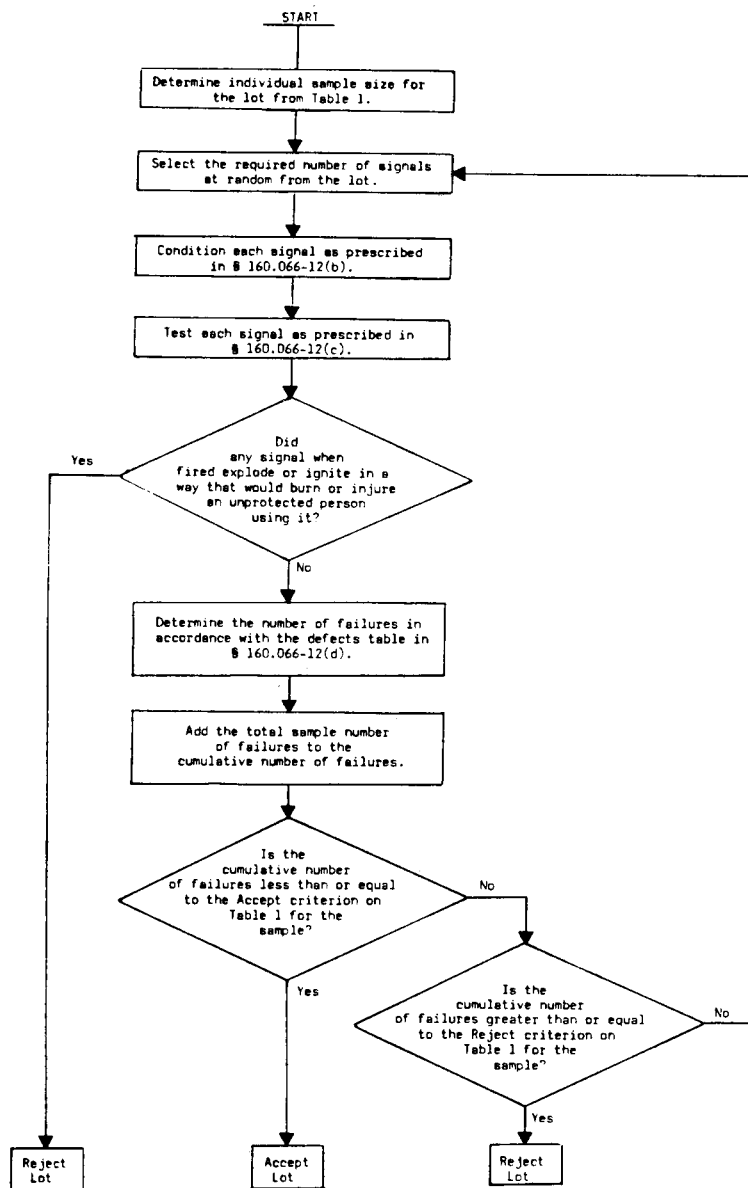 START
Determine individual sample size for
the lot from Table 1.
Select the required number of signals
at random from the lot.
Condition each signal as prescribed
in § 160.066-12(b).
Test each signal as prescribed in
§ 160.066-12(c).
Did
any signal when
fired explode or ignite in a
way that would burn or injure
an unprotected person
using it?
Yes
No
Determine the number of failures in
accordance with the defects table in
§ 160.066-12(d).
Add the total sample number
of failures to the
cumulative number of failures.
Is the
cumulative number
of failures less than or equal
to the Accept criterion on
Table 1 for the
sample?
No
Yes
Is the
cumulative number
of failures greater than or equal
to the Reject criterion on
Table 1 for the
sample?
No
Yes
Reject
Lot
Accept
Lot
Reject
Lot